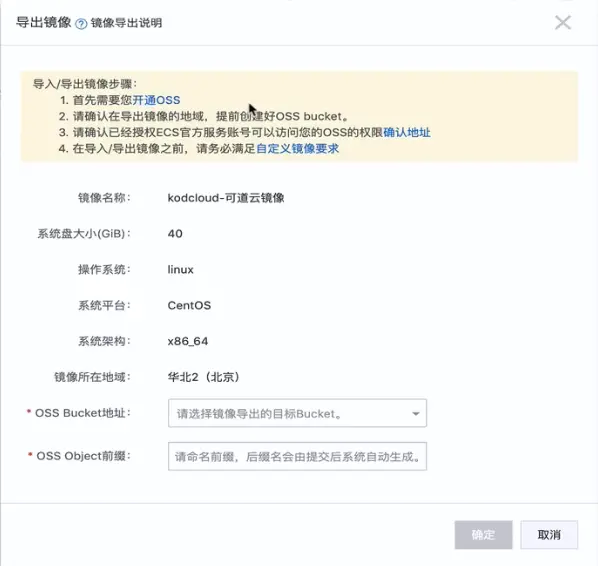 导出镜像 ? 镜像导出说明
导入/导出镜像步骤：
1. 首先需要您开通OSS
2. 请确认在导出镜像的地域，提前创建好OSS bucket。
3. 请确认已经授权ECS官方服务账号可以访问您的OSS的权限确认地址
4. 在导入/导出镜像之前，请务必满足自定义镜像要求
镜像名称： kodcloud-可道云镜像
系统盘大小(GiB)： 40
操作系统： linux
系统平台： CentOS
系统架构： x86_64
镜像所在地域： 华北2（北京）
* OSS Bucket地址： 请选择镜像导出的目标Bucket。
* OSS Object前缀： 请命名前缀，后缀名会由提交后系统自动生成。
确定 取消